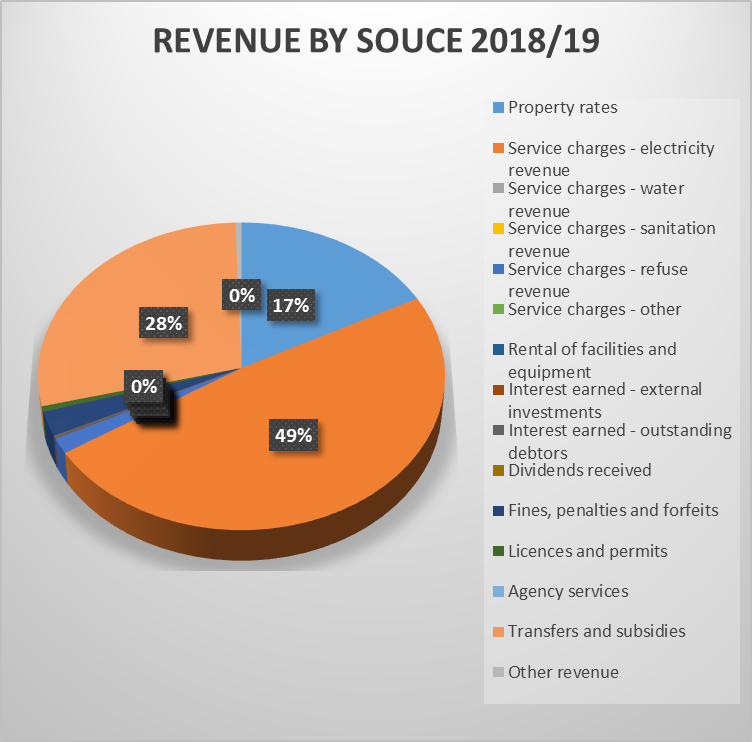 REVENUE BY SOUCE 2018/19
Property rates
Service charges - electricity
revenue
Service charges - water
revenue
Service charges - sanitation
revenue
Service charges - refuse
revenue
Service charges - other
Rental of facilities and
equipment
Interest earned - external
investments
Interest earned - outstanding
debtors
Dividends received
Fines, penalties and forfeits
Licences and permits
Agency services
Transfers and subsidies
Other revenue
0%
17%
28%
0%
49%